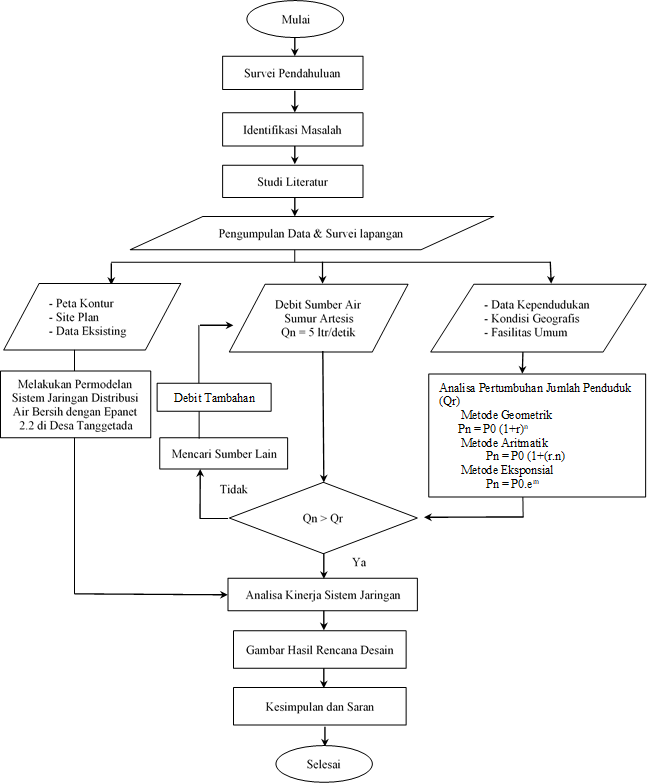 Mulai
Survei Pendahuluan
Identifikasi Masalah
Studi Literatur
Pengumpulan Data & Survei lapangan
- Peta Kontur
- Site Plan
- Data Eksisting
Debit Sumber Air
Sumur Artesis
Qn = 5 ltr/detik
- Data Kependudukan
- Kondisi Geografis
- Fasilitas Umum
Melakukan Permodelan
Sistem Jaringan Distribusi
Air Bersih dengan Epanet
2.2 di Desa Tanggetada
Debit Tambahan
Mencari Sumber Lain
Analisa Pertumbuhan Jumlah Penduduk
(Qr)
Metode Geometrik
Pn = P0 (1+r)ⁿ
Metode Aritmatik
Pn = P0 (1+(r.n)
Metode Eksponsial
Pn = P0.eᵐ
Tidak
Qn > Qr
Ya
Analisa Kinerja Sistem Jaringan
Gambar Hasil Rencana Desain
Kesimpulan dan Saran
Selesai